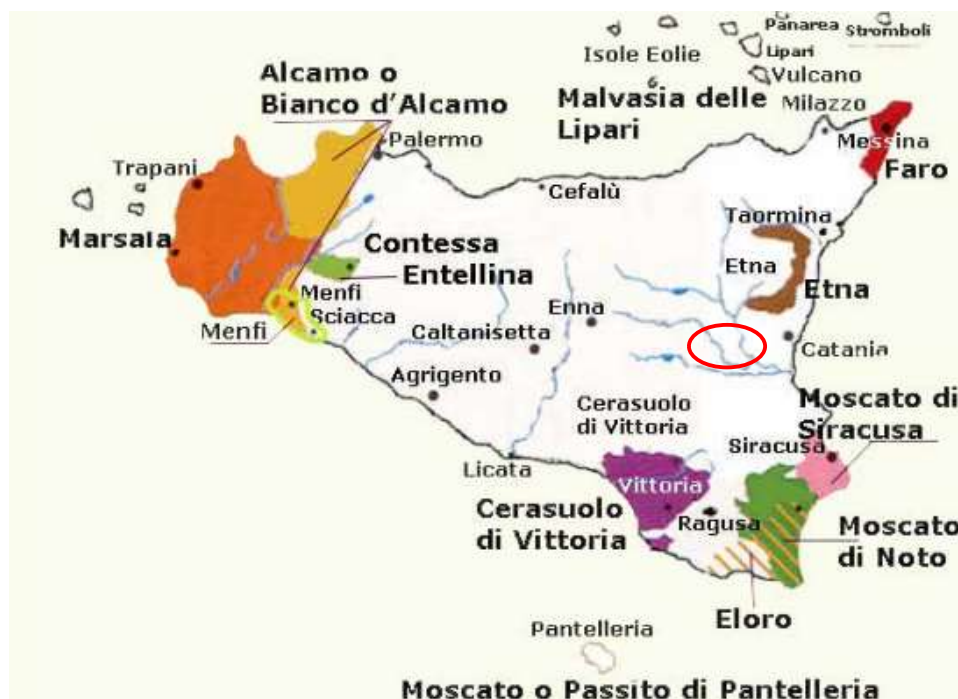 Panarea
Stromboli
Isole Eolie
Lipari
Vulcano
Alcamo o
Bianco d'Alcamo
Malvasia delle
Lipari
Milazzo
Palermo
Messina
Faro
Trapani
Cefalù
Taormina
Marsala
Contessa
Entellina
Etna
Etna
Menfi
Sciacca
Menfi
Enna
Caltanisetta
Catania
Agrigento
Moscato di
Siracusa
Cerasuolo
di Vittoria
Siracusa
Licata
Vittoria
Cerasuolo
di Vittoria
Ragusa
Moscato
di Noto
Eloro
Pantelleria
Moscato o Passito di Pantelleria